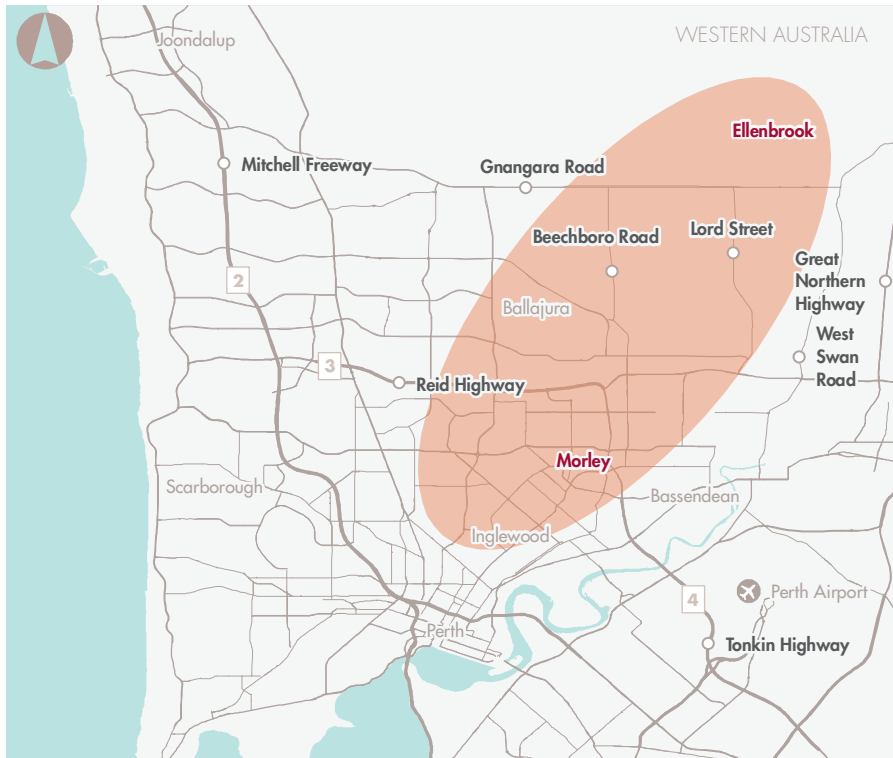 WESTERN AUSTRALIA
Joondalup
Ellenbrook
Mitchell Freeway
Gnangara Road
Beechboro Road
Lord Street
Great
Northern
Highway
2
Ballajura
West
Swan
Road
3
Reid Highway
Morley
Scarborough
Bassendean
Inglewood
4
Perth Airport
Perth
Tonkin Highway